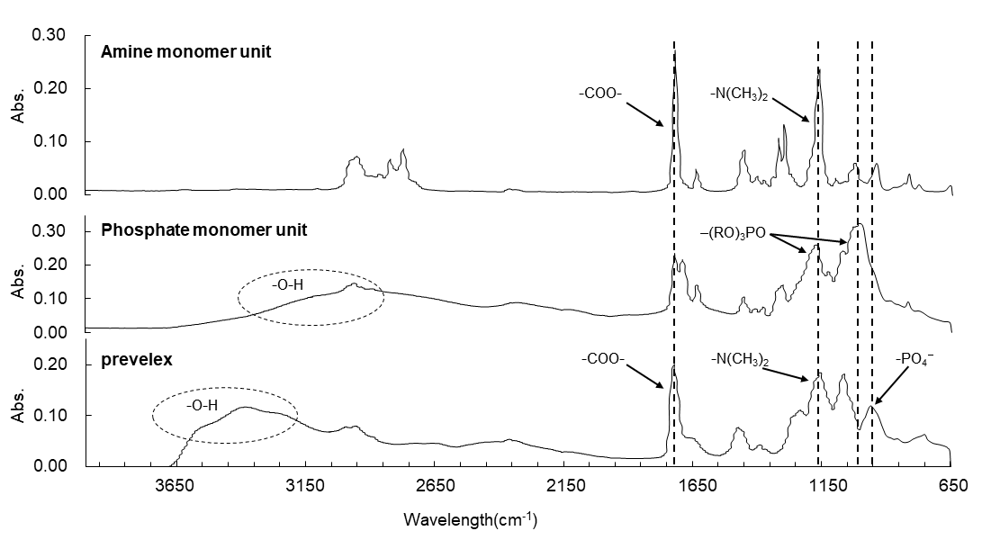 0.30
Amine monomer unit
0.20
-COO-
-N(CH₃)₂
Abs.
0.10
0.00
0.30
Phosphate monomer unit
–(RO)₃PO
0.20
-O-H
Abs.
0.10
0.00
prevelex
0.20
-COO-
-N(CH₃)₂
-PO₄⁻
-O-H
Abs.
0.10
0.00
3650 3150 2650 2150 1650 1150 650
Wavelength(cm⁻¹)